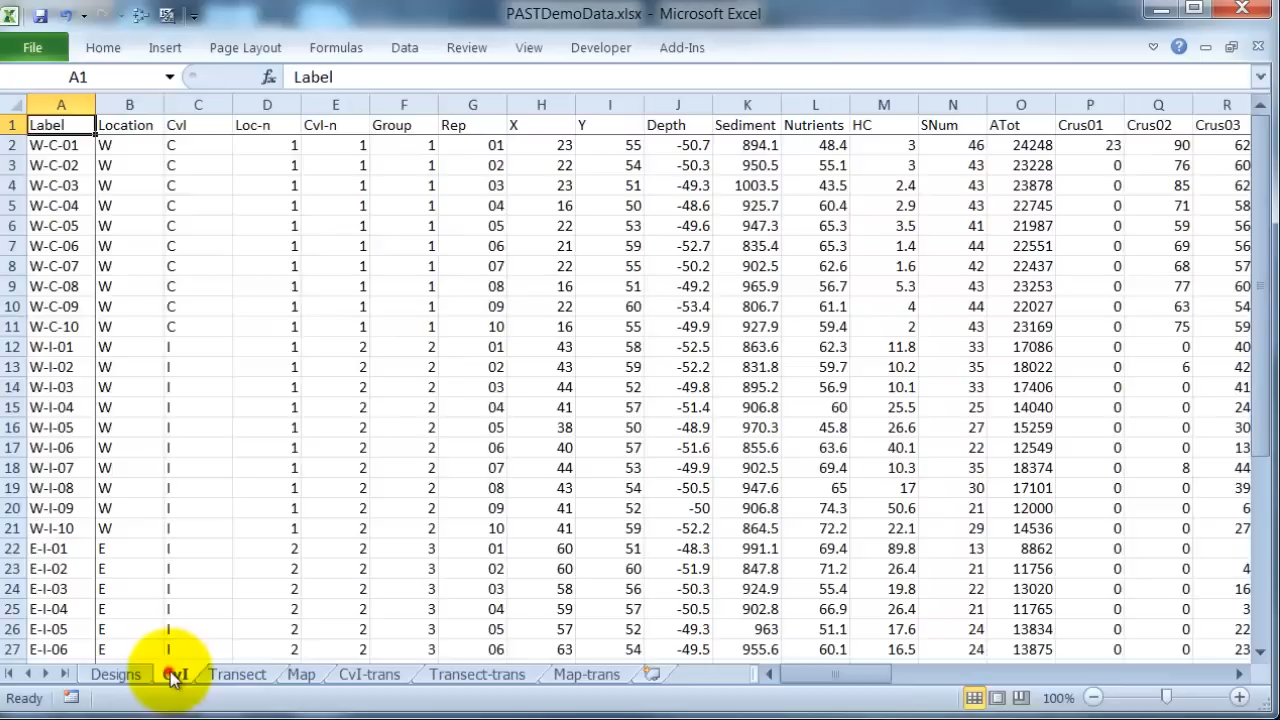 PASTDemoData.xlsx - Microsoft Excel
File Home Insert Page Layout Formulas Data Review View Developer Add-Ins
A1 fx Label
A B C D E F G H I J K L M N O P Q R
1 Label Location CvI Loc-n CvI-n Group Rep X Y Depth Sediment Nutrients HC SNum ATot Crus01 Crus02 Crus03
2 W-C-01 W C 1 1 1 01 23 55 -50.7 894.1 48.4 3 46 24248 23 90 62
3 W-C-02 W C 1 1 1 02 22 54 -50.3 950.5 55.1 3 43 23228 0 76 60
4 W-C-03 W C 1 1 1 03 23 51 -49.3 1003.5 43.5 2.4 43 23878 0 85 62
5 W-C-04 W C 1 1 1 04 16 50 -48.6 925.7 60.4 2.9 43 22745 0 71 58
6 W-C-05 W C 1 1 1 05 22 53 -49.6 947.3 65.3 3.5 41 21987 0 59 56
7 W-C-06 W C 1 1 1 06 21 59 -52.7 835.4 63.3 1.4 44 22551 0 69 56
8 W-C-07 W C 1 1 1 07 22 55 -50.2 902.5 62.6 1.6 42 22437 0 68 57
9 W-C-08 W C 1 1 1 08 16 51 -49.2 965.9 56.7 5.3 43 23253 0 77 60
10 W-C-09 W C 1 1 1 09 22 60 -53.4 806.7 61.1 4 44 22027 0 63 54
11 W-C-10 W C 1 1 1 10 16 55 -49.9 927.9 59.4 2 43 23169 0 75 59
12 W-I-01 W I 1 2 2 01 43 58 -52.5 863.6 62.3 11.8 33 17086 0 0 40
13 W-I-02 W I 1 2 2 02 43 59 -52.2 831.8 59.7 10.2 35 18022 0 6 42
14 W-I-03 W I 1 2 2 03 44 52 -49.8 895.2 56.9 10.1 33 17406 0 0 41
15 W-I-04 W I 1 2 2 04 41 57 -51.4 906.8 60 25.5 25 14040 0 0 24
16 W-I-05 W I 1 2 2 05 38 50 -48.9 970.3 45.8 26.6 27 15259 0 0 30
17 W-I-06 W I 1 2 2 06 40 57 -51.6 855.6 63.6 40.1 22 12549 0 0 13
18 W-I-07 W I 1 2 2 07 44 53 -49.9 902.5 69.4 10.3 35 18374 0 8 44
19 W-I-08 W I 1 2 2 08 43 54 -50.5 947.6 65 17 30 17101 0 0 39
20 W-I-09 W I 1 2 2 09 41 52 -50 906.8 74.3 50.6 21 12000 0 0 6
21 W-I-10 W I 1 2 2 10 41 59 -52.2 864.5 72.2 22.1 29 14536 0 0 27
22 E-I-01 E I 2 2 3 01 60 51 -48.3 991.1 69.4 89.8 13 8862 0 0
23 E-I-02 E I 2 2 3 02 60 60 -51.9 847.8 71.2 26.4 21 11756 0 0 4
24 E-I-03 E I 2 2 3 03 58 56 -50.3 924.9 55.4 19.8 22 13020 0 0 16
25 E-I-04 E I 2 2 3 04 59 57 -50.5 902.8 66.9 26.4 21 11765 0 0 3
26 E-I-05 E I 2 2 3 05 57 52 -49.3 963 51.1 17.6 24 13834 0 0 22
27 E-I-06 E I 2 2 3 06 63 54 -50.8 955.6 60.1 16.5 24 13875 0 0 23
Designs CvI Transect Map CvI-trans Transect-trans Map-trans
Ready 100%